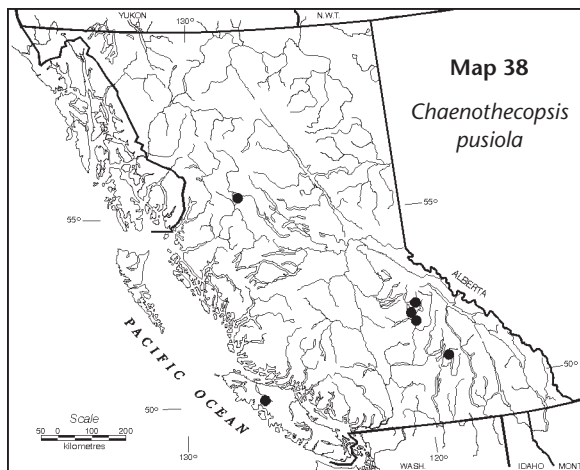 YUKON
130°
N.W.T.
Map 38
Chaenothecopsis
pusiola
55°
55°
ALBERTA
PACIFIC OCEAN
50°
50°
Scale
50 0 100 200
kilometres
130°
120°
WASH.
IDAHO
MONT